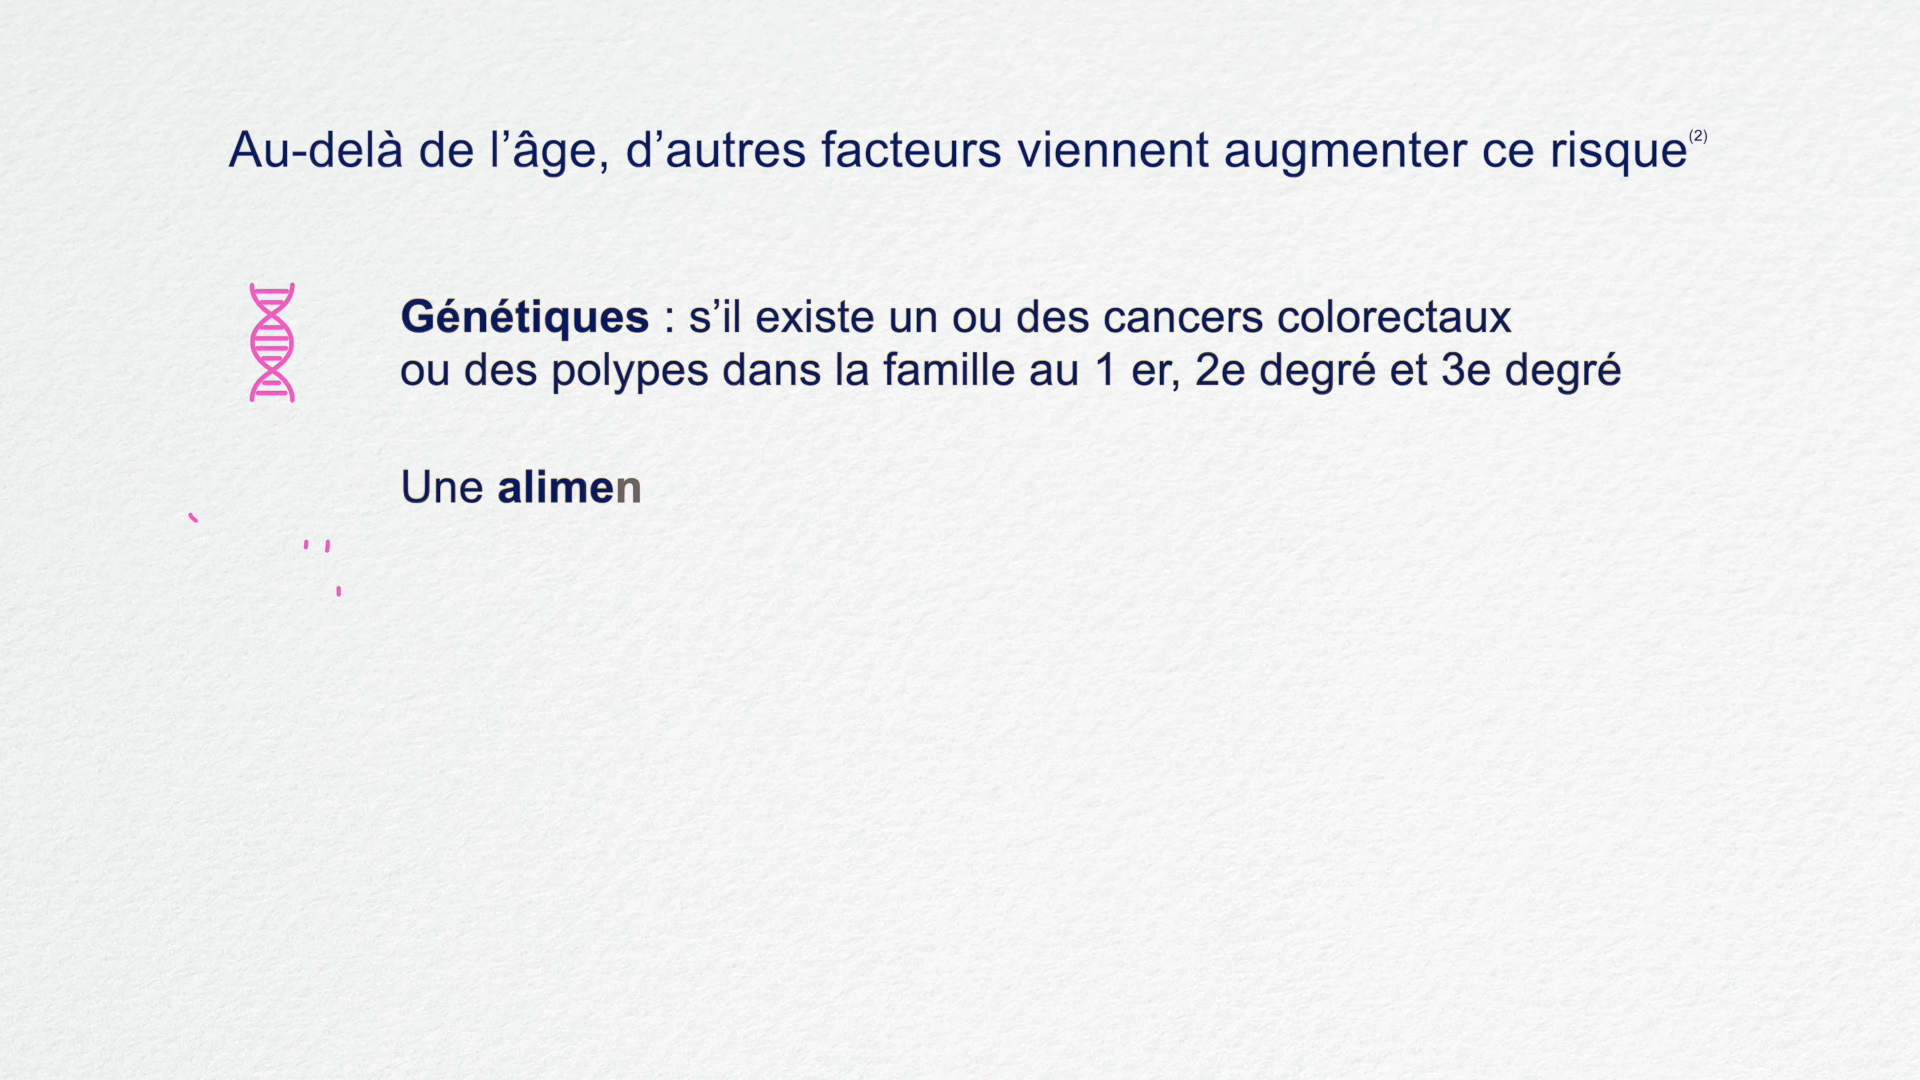 Au-delà de l’âge, d’autres facteurs viennent augmenter ce risque(2)
Génétiques : s’il existe un ou des cancers colorectaux
ou des polypes dans la famille au 1 er, 2e degré et 3e degré
Une alimen